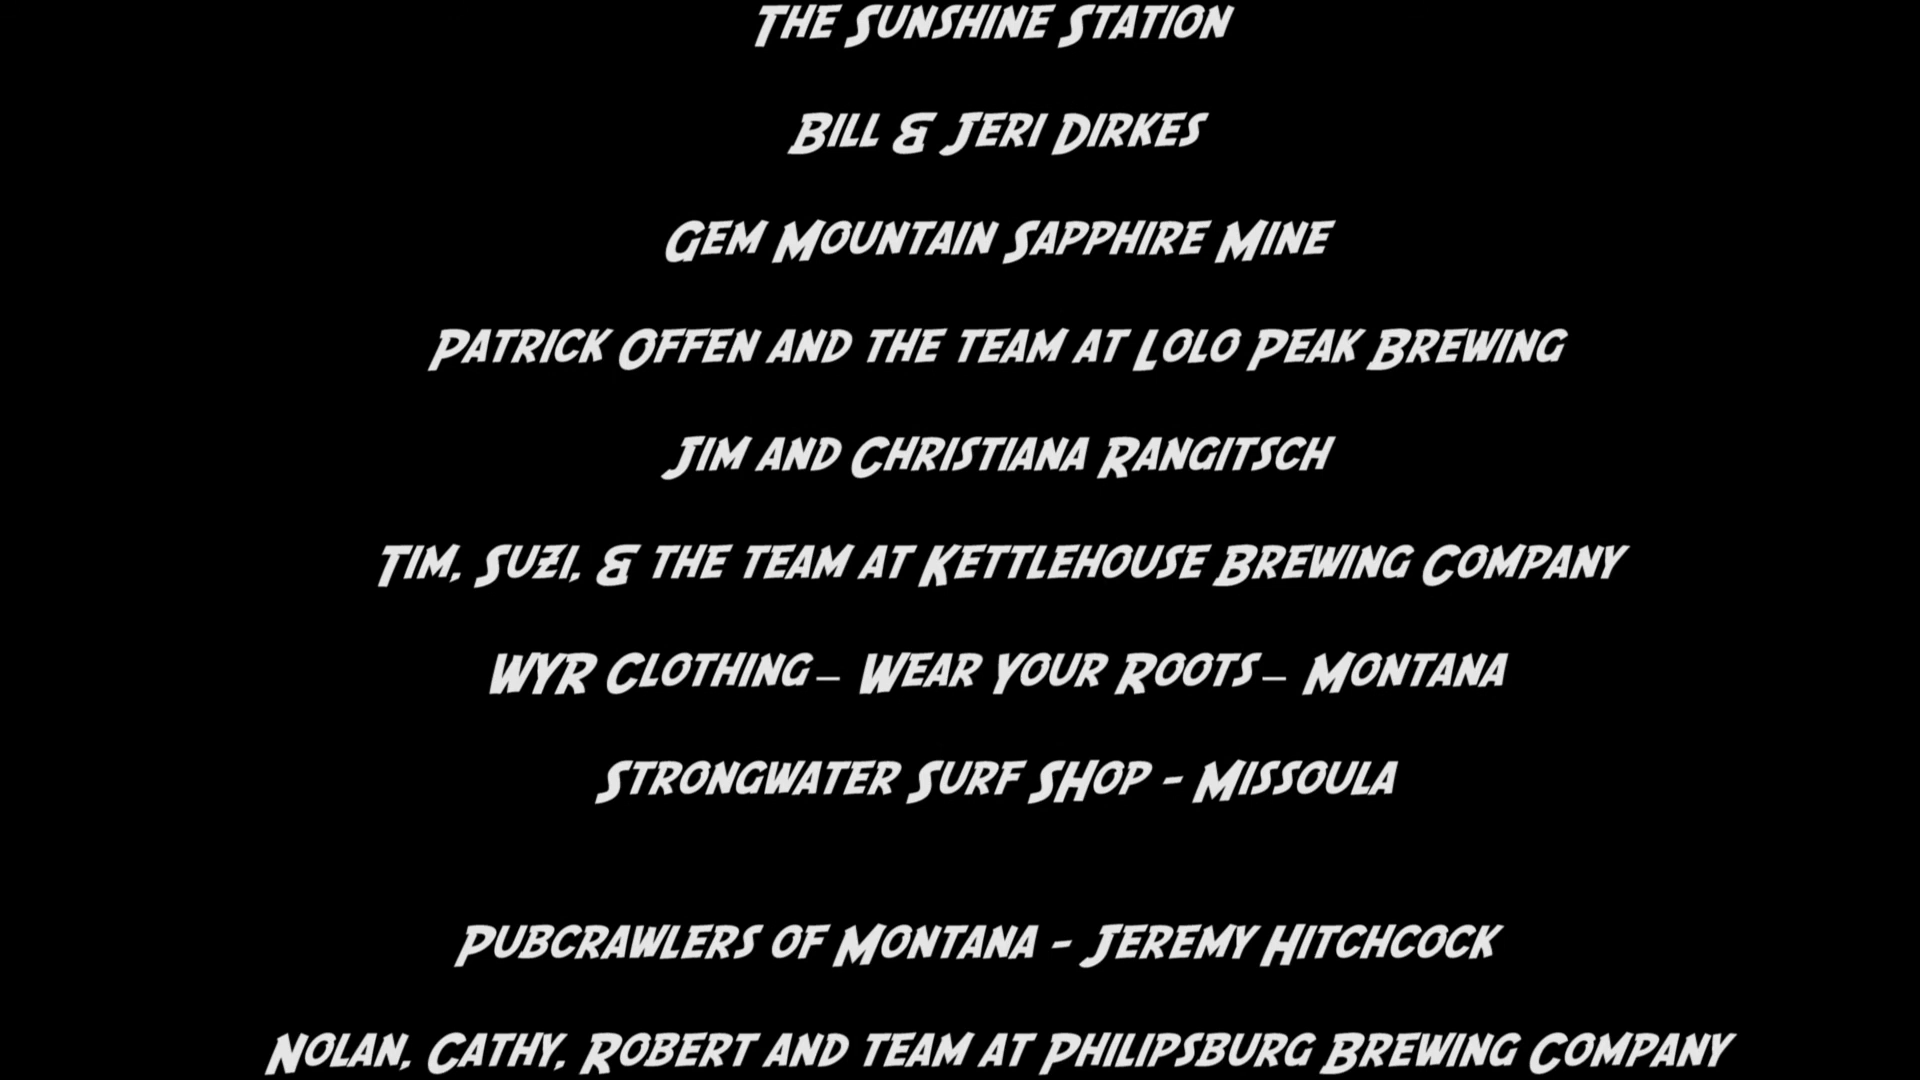 The Sunshine Station
Bill & Jeri Dirkes
Gem Mountain Sapphire Mine
Patrick Offen and the team at Lolo Peak Brewing
Jim and Christiana Rangitsch
Tim, Suzi, & the team at Kettlehouse Brewing Company
WYR Clothing – Wear Your Roots – Montana
Strongwater Surf SHop - Missoula
Pubcrawlers of Montana - Jeremy Hitchcock
Nolan, Cathy, Robert and team at Philipsburg Brewing Company